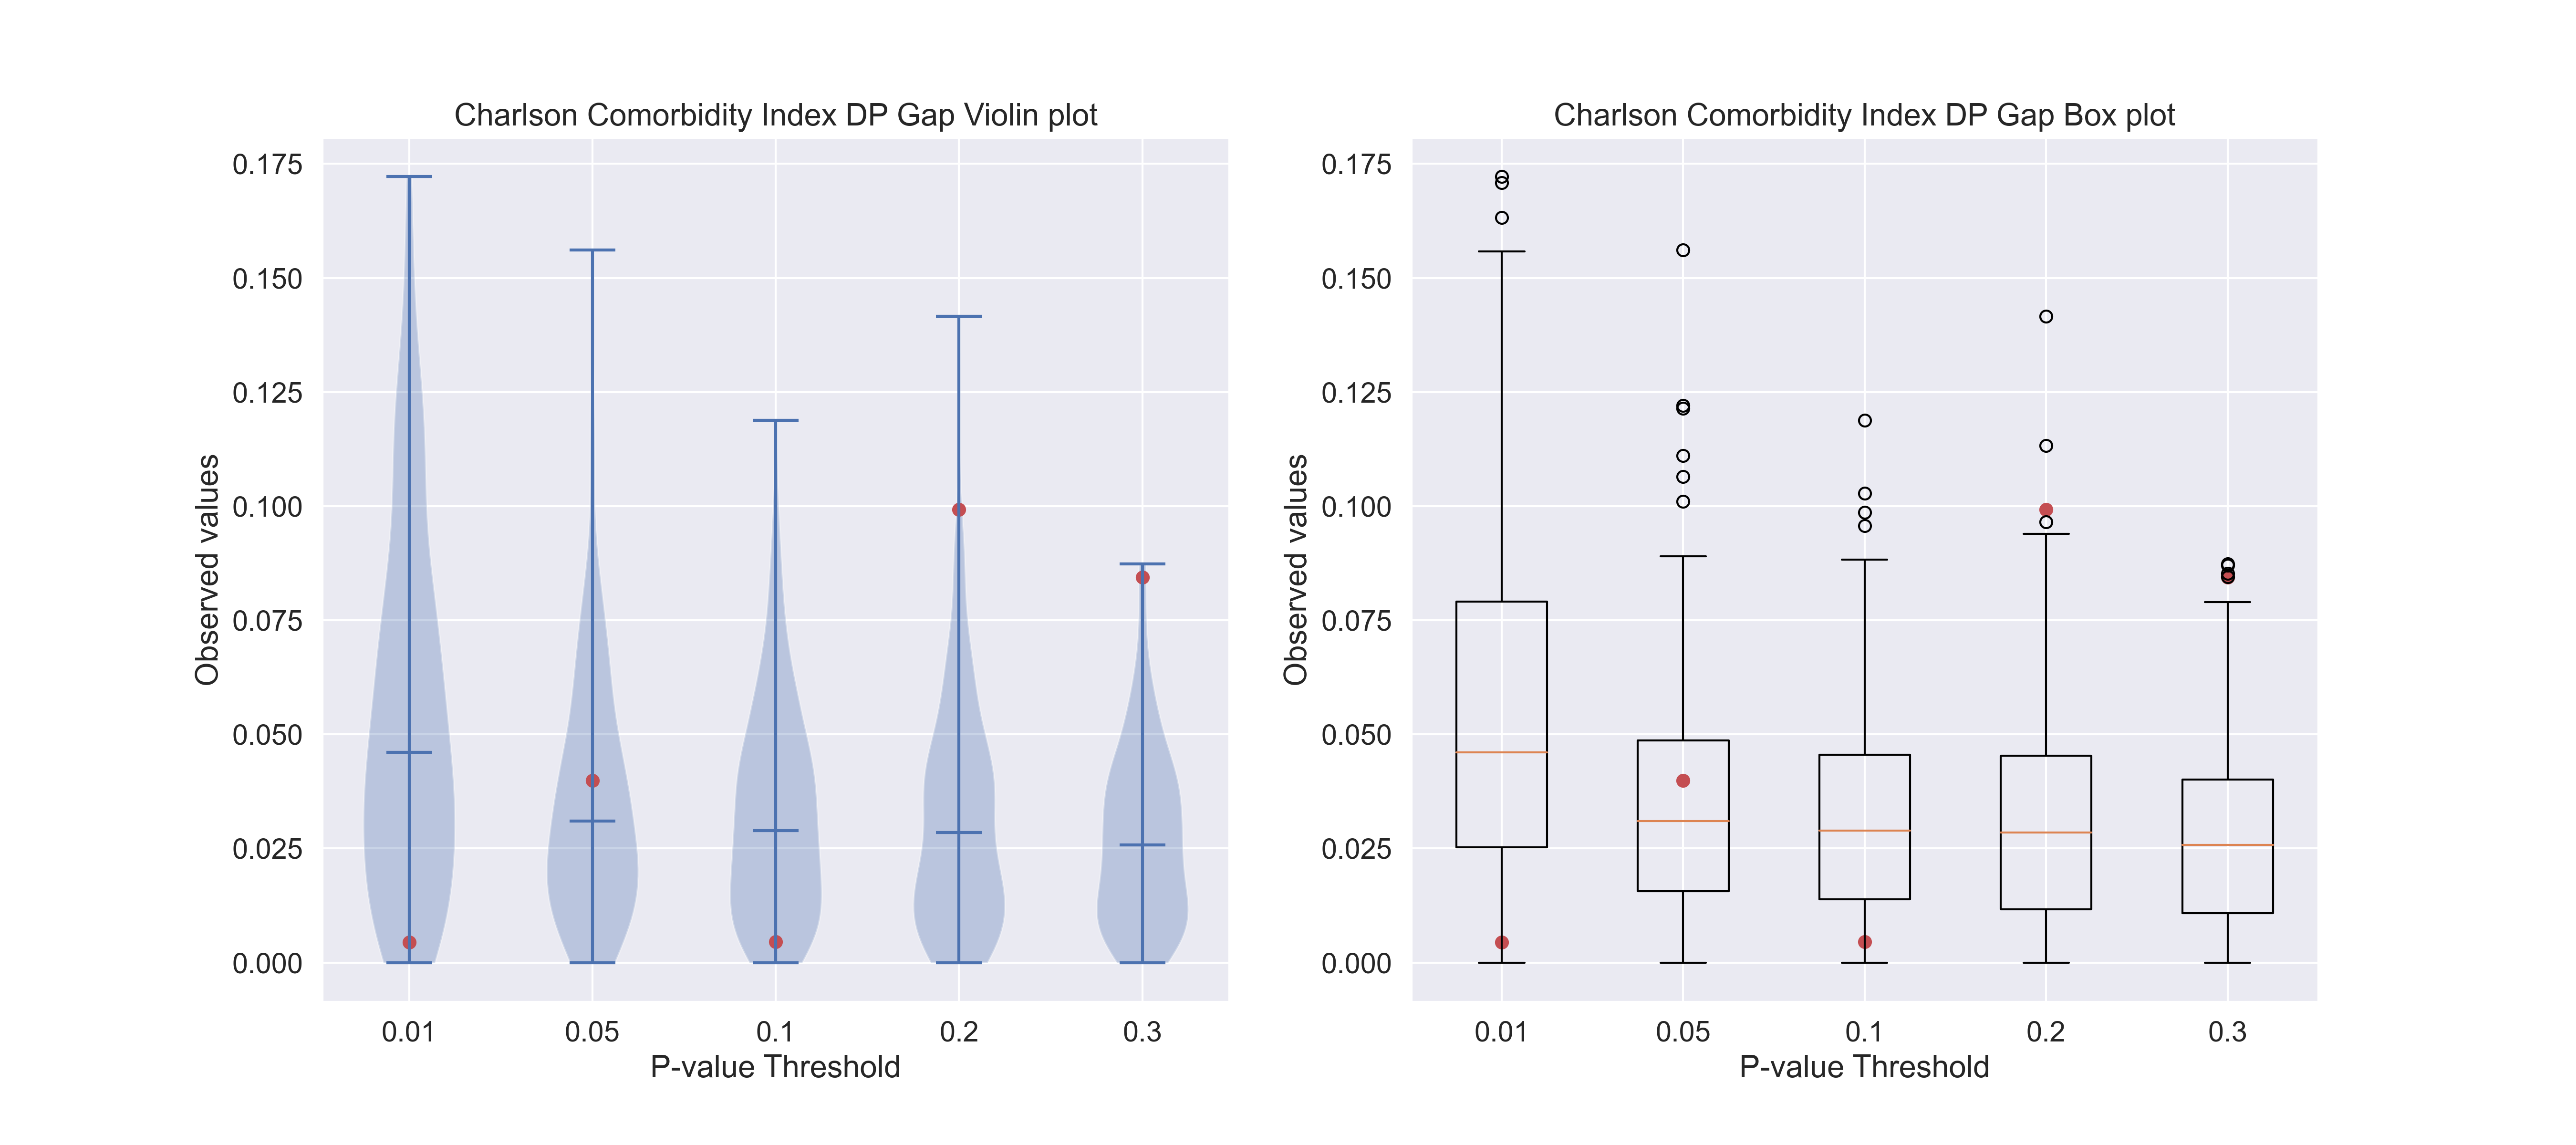 Charlson Comorbidity Index DP Gap Violin plot
0.175
0.150
0.125
0.100
0.075
0.050
0.025
0.000
Observed values
0.01 0.05 0.1 0.2 0.3
P-value Threshold
Charlson Comorbidity Index DP Gap Box plot
0.175
0.150
0.125
0.100
0.075
0.050
0.025
0.000
Observed values
0.01 0.05 0.1 0.2 0.3
P-value Threshold